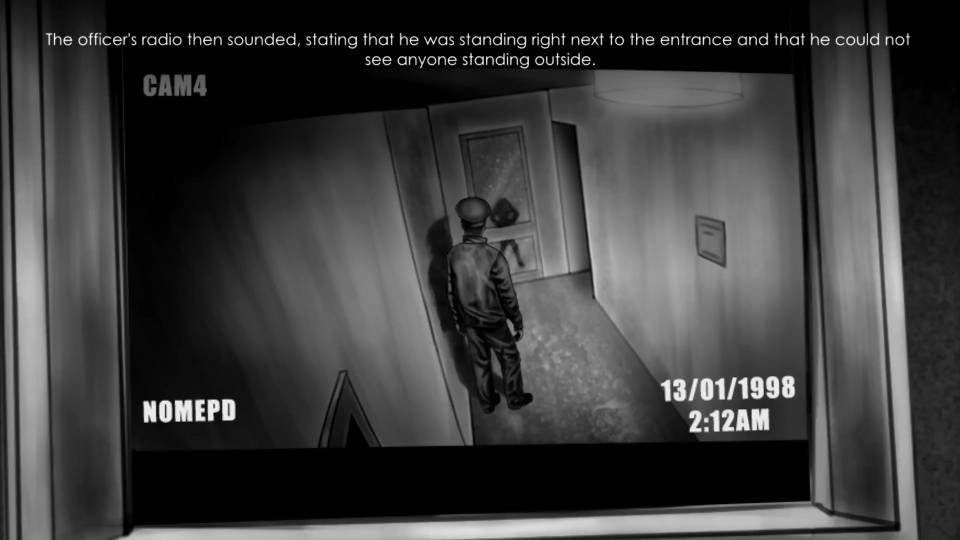 The officer's radio then sounded, stating that he was standing right next to the entrance and that he could not
see anyone standing outside.
CAM4
NOMEPD
13/01/1998
2:12AM